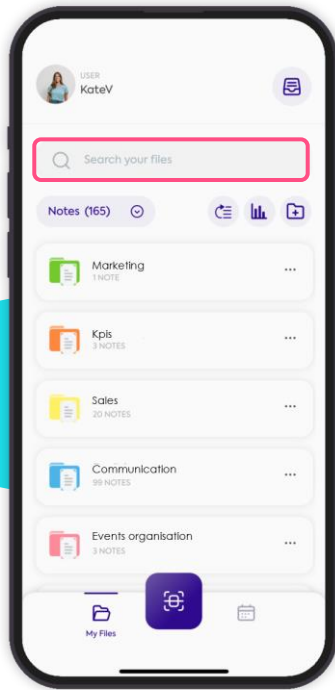 USER
KateV
Search your files
Notes (165)
Marketing
1 NOTE
Kpis
3 NOTES
Sales
20 NOTES
Communication
99 NOTES
Events organisation
3 NOTES
My Files